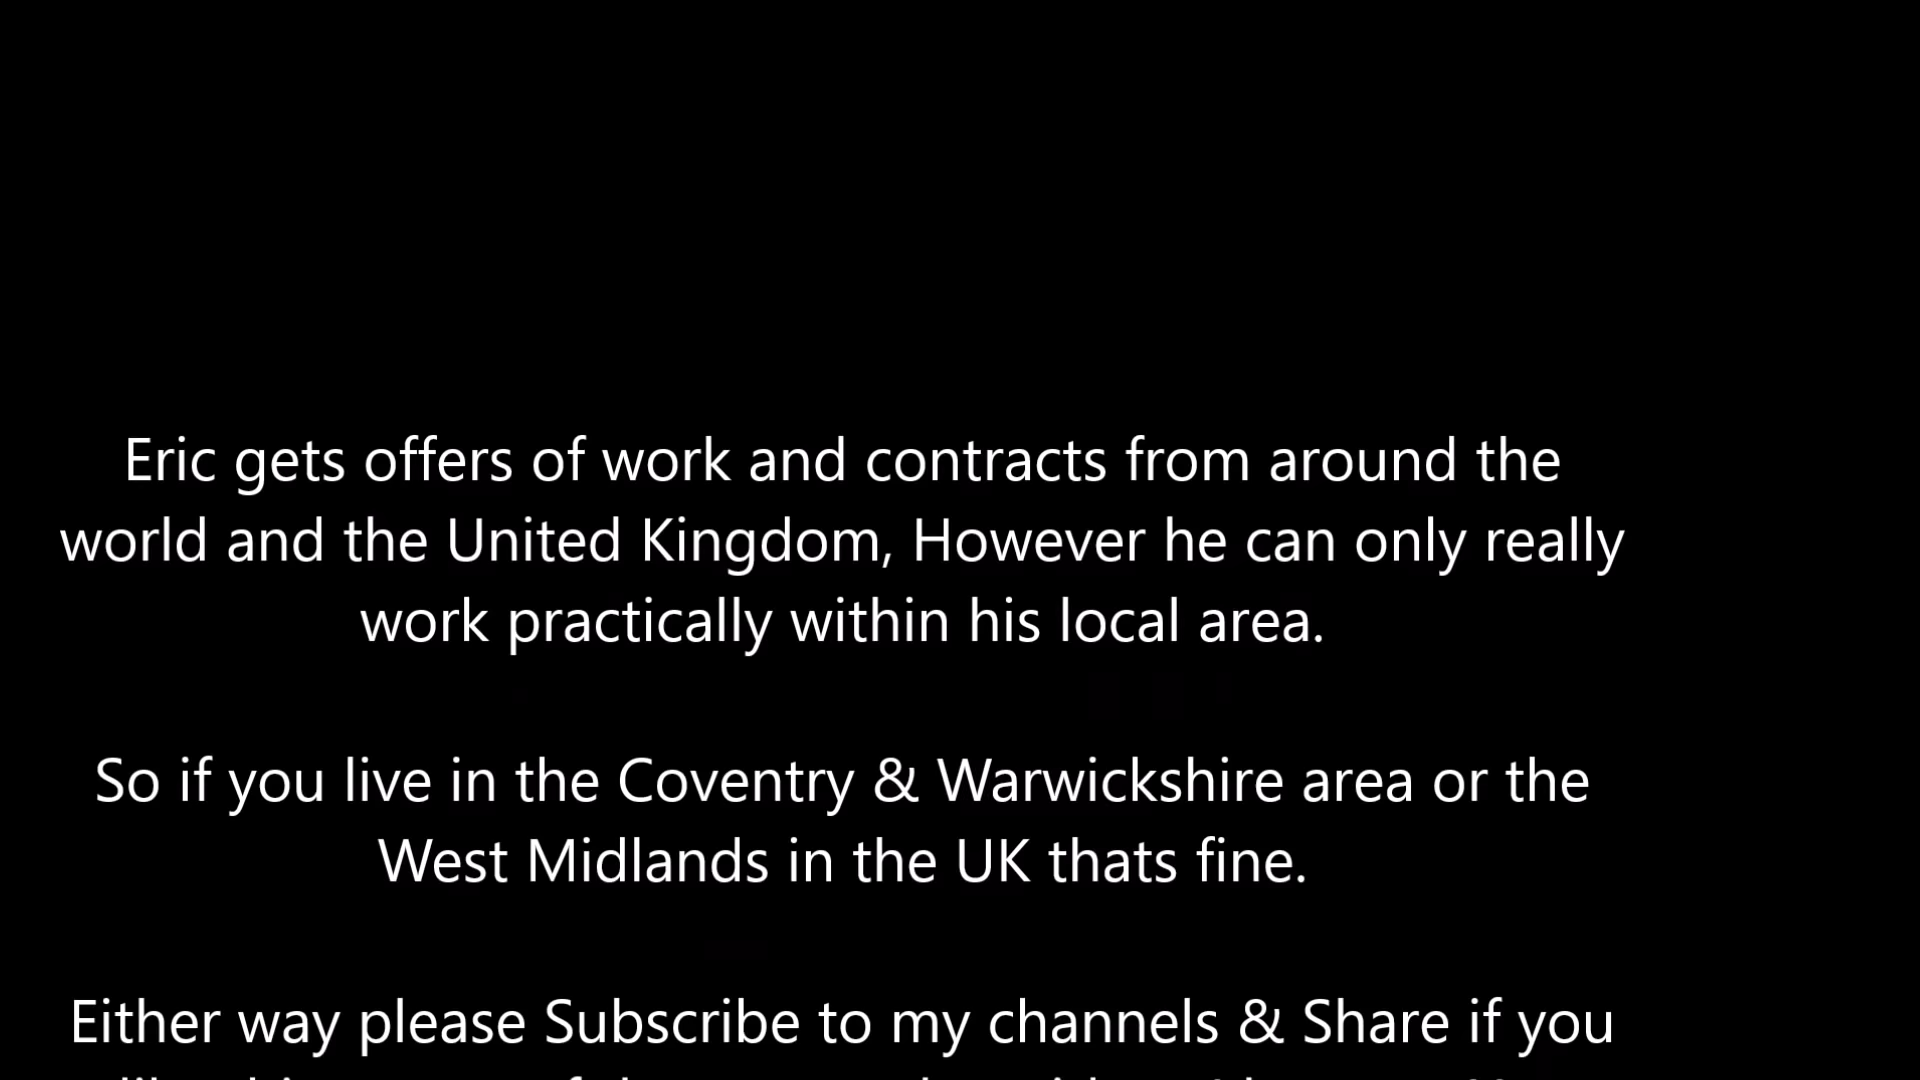 Eric gets offers of work and contracts from around the
world and the United Kingdom, However he can only really
work practically within his local area.
So if you live in the Coventry & Warwickshire area or the
West Midlands in the UK thats fine.
Either way please Subscribe to my channels & Share if you